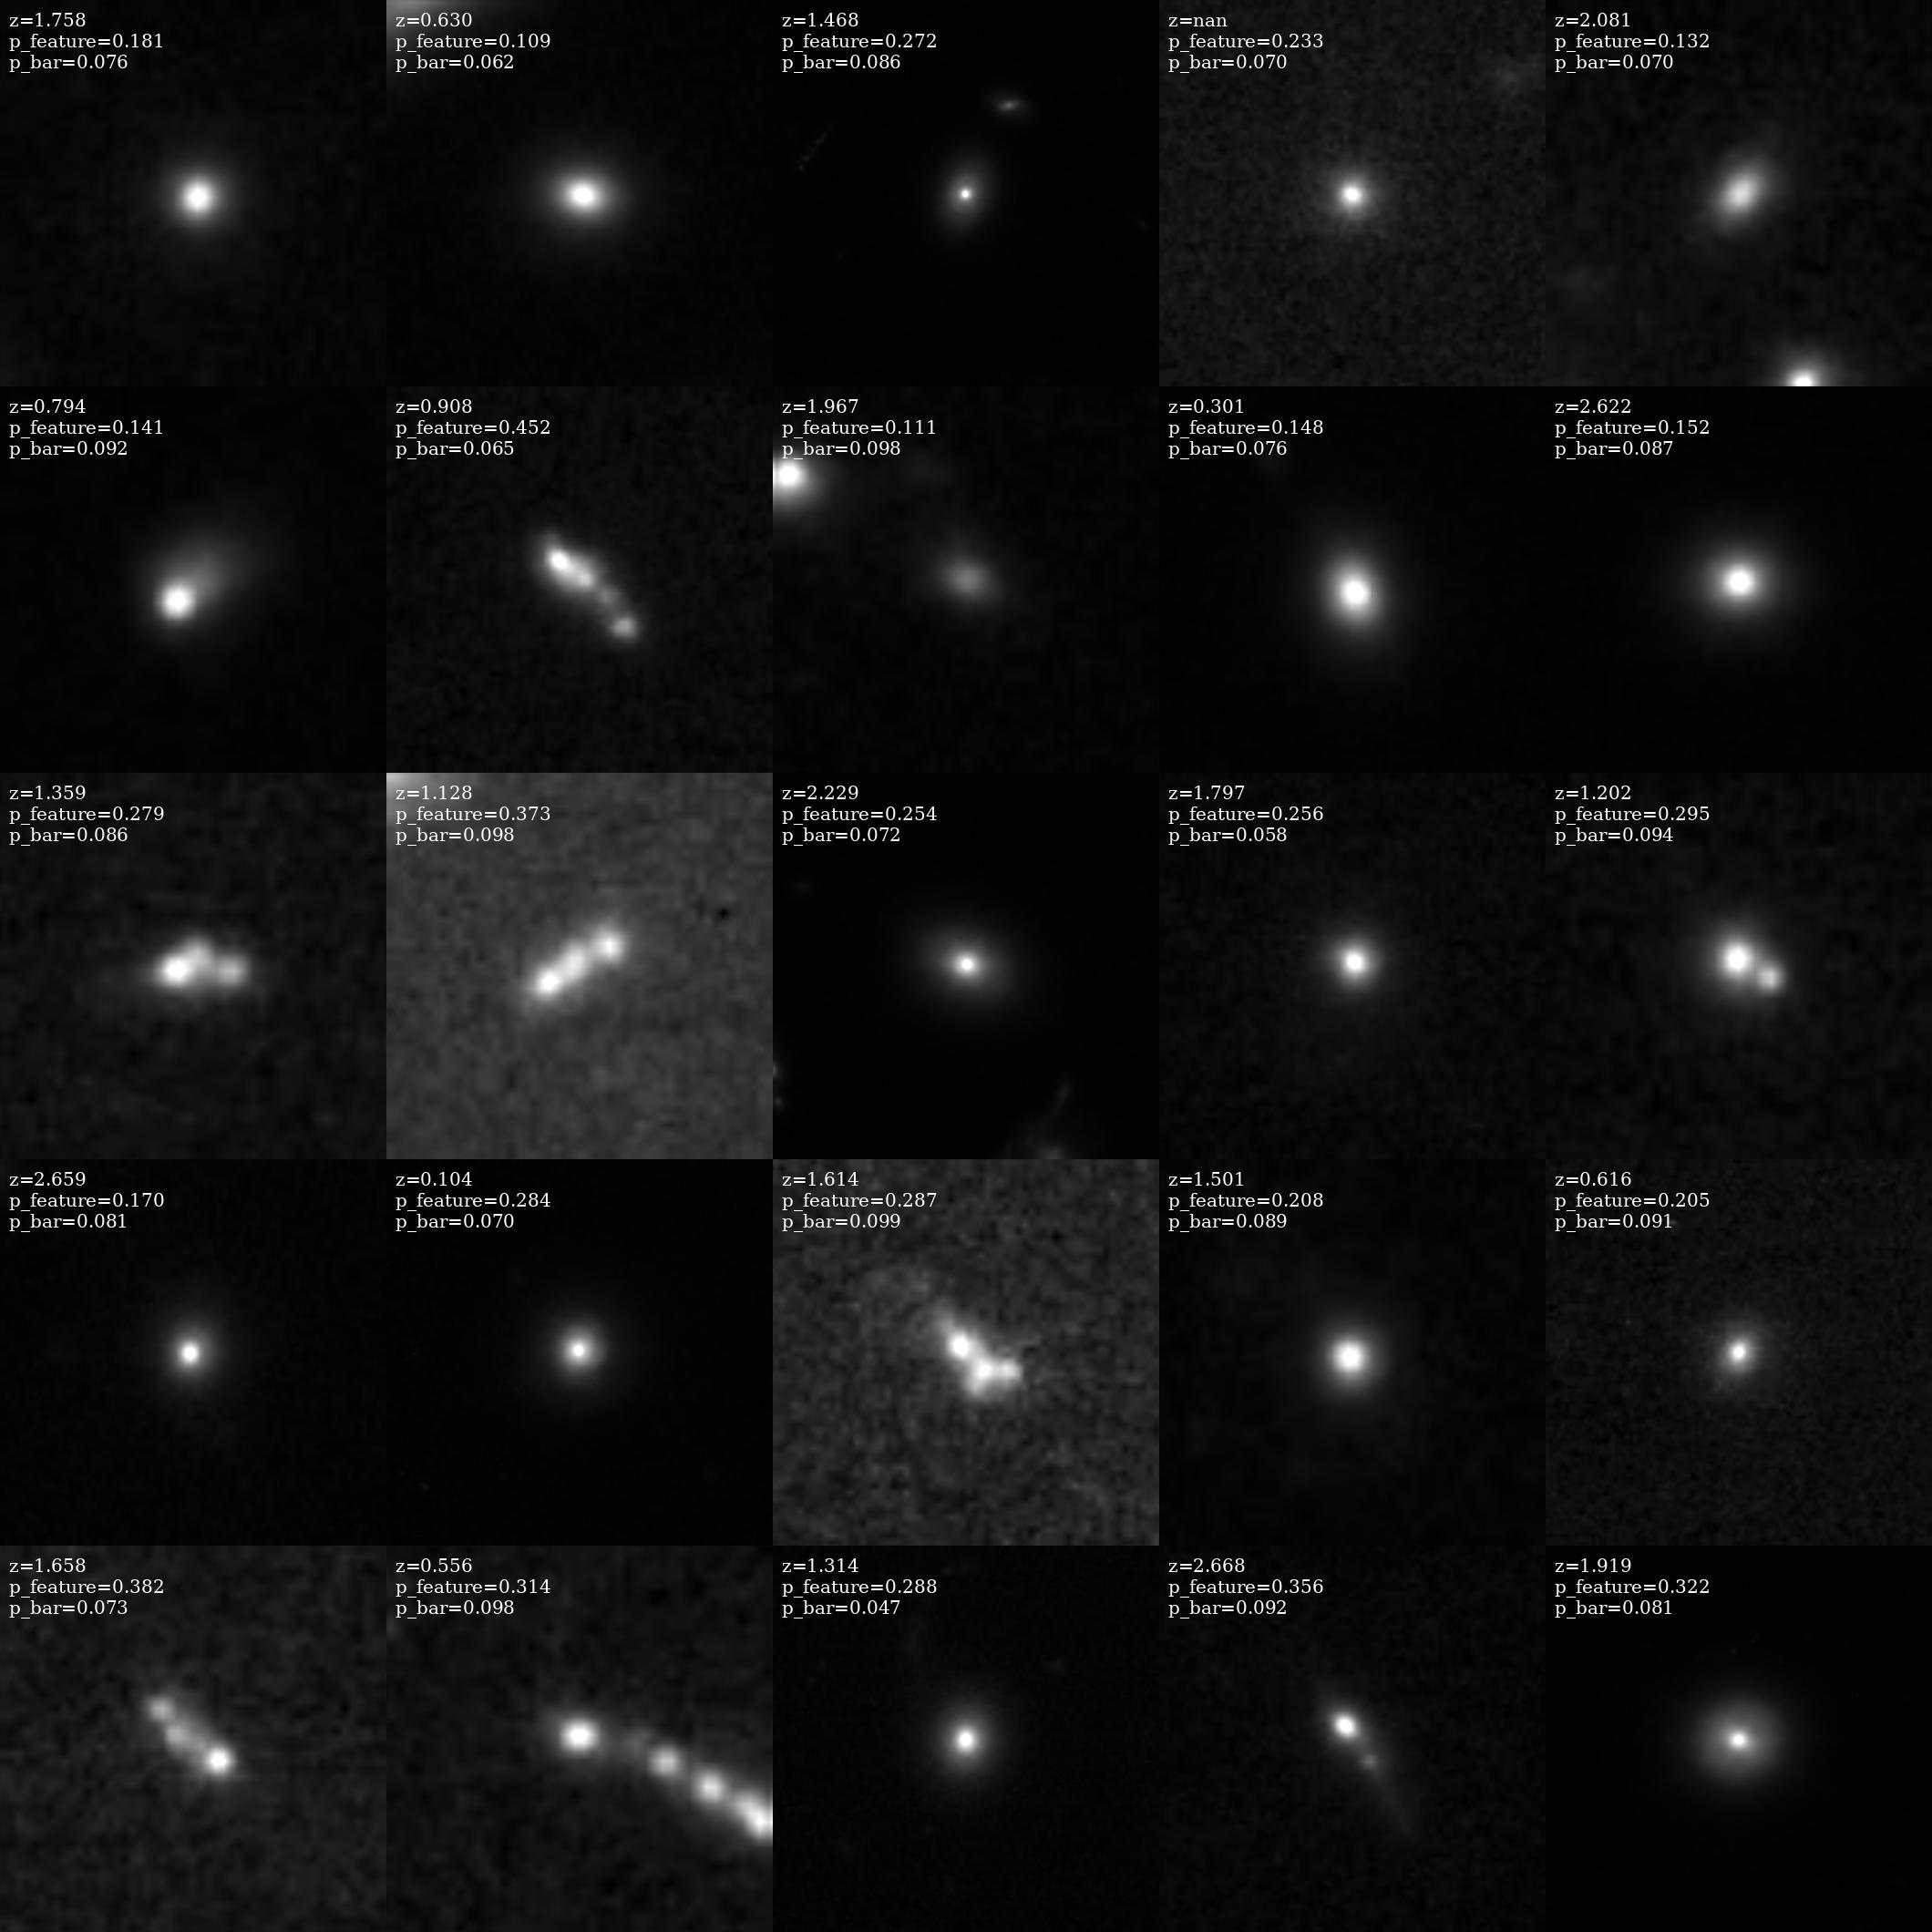 z=1.758
p_feature=0.181
p_bar=0.076
z=0.630
p_feature=0.109
p_bar=0.062
z=1.468
p_feature=0.272
p_bar=0.086
z=nan
p_feature=0.233
p_bar=0.070
z=2.081
p_feature=0.132
p_bar=0.070
z=0.794
p_feature=0.141
p_bar=0.092
z=0.908
p_feature=0.452
p_bar=0.065
z=1.967
p_feature=0.111
p_bar=0.098
z=0.301
p_feature=0.148
p_bar=0.076
z=2.622
p_feature=0.152
p_bar=0.087
z=1.359
p_feature=0.279
p_bar=0.086
z=1.128
p_feature=0.373
p_bar=0.098
z=2.229
p_feature=0.254
p_bar=0.072
z=1.797
p_feature=0.256
p_bar=0.058
z=1.202
p_feature=0.295
p_bar=0.094
z=2.659
p_feature=0.170
p_bar=0.081
z=0.104
p_feature=0.284
p_bar=0.070
z=1.614
p_feature=0.287
p_bar=0.099
z=1.501
p_feature=0.208
p_bar=0.089
z=0.616
p_feature=0.205
p_bar=0.091
z=1.658
p_feature=0.382
p_bar=0.073
z=0.556
p_feature=0.314
p_bar=0.098
z=1.314
p_feature=0.288
p_bar=0.047
z=2.668
p_feature=0.356
p_bar=0.092
z=1.919
p_feature=0.322
p_bar=0.081